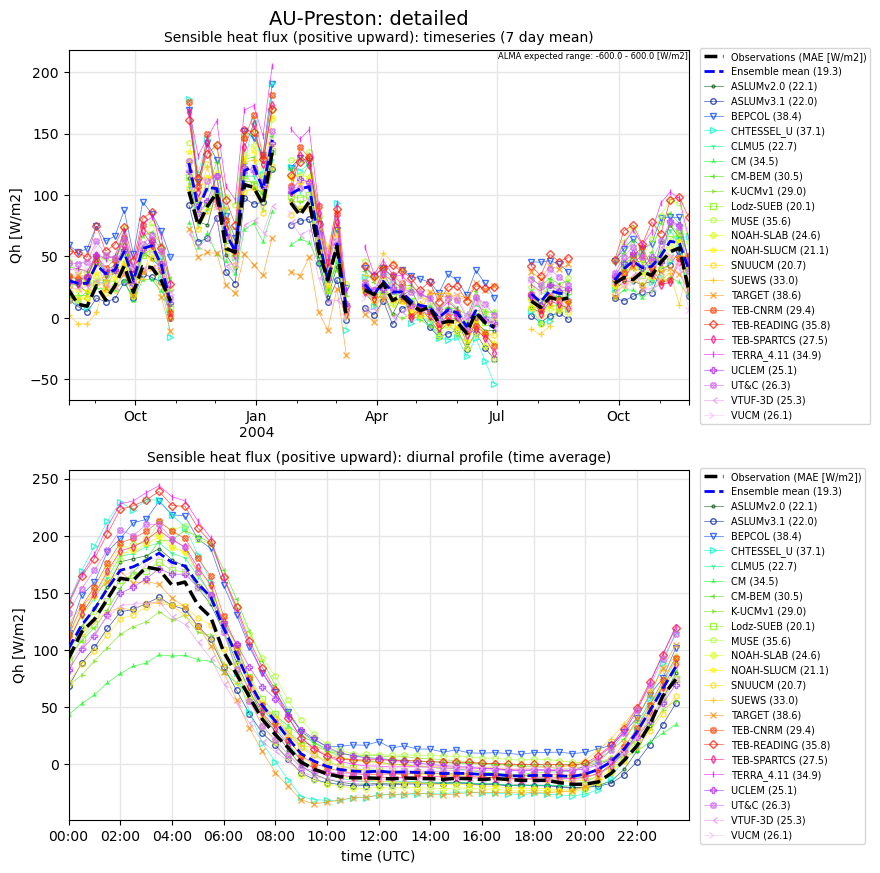 AU-Preston: detailed
Sensible heat flux (positive upward): timeseries (7 day mean)
ALMA expected range: -600.0 - 600.0 [W/m2]
Qh [W/m2]
200
150
100
50
0
−50
Oct
Jan
2004
Apr
Jul
Oct
Observations (MAE [W/m2])
Ensemble mean (19.3)
ASLUMv2.0 (22.1)
ASLUMv3.1 (22.0)
BEPCOL (38.4)
CHTESSEL_U (37.1)
CLMU5 (22.7)
CM (34.5)
CM-BEM (30.5)
K-UCMv1 (29.0)
Lodz-SUEB (20.1)
MUSE (35.6)
NOAH-SLAB (24.6)
NOAH-SLUCM (21.1)
SNUUCM (20.7)
SUEWS (33.0)
TARGET (38.6)
TEB-CNRM (29.4)
TEB-READING (35.8)
TEB-SPARTCS (27.5)
TERRA_4.11 (34.9)
UCLEM (25.1)
UT&C (26.3)
VTUF-3D (25.3)
VUCM (26.1)
Sensible heat flux (positive upward): diurnal profile (time average)
Qh [W/m2]
250
200
150
100
50
0
00:00
02:00
04:00
06:00
08:00
10:00
12:00
14:00
16:00
18:00
20:00
22:00
time (UTC)
Observation (MAE [W/m2])
Ensemble mean (19.3)
ASLUMv2.0 (22.1)
ASLUMv3.1 (22.0)
BEPCOL (38.4)
CHTESSEL_U (37.1)
CLMU5 (22.7)
CM (34.5)
CM-BEM (30.5)
K-UCMv1 (29.0)
Lodz-SUEB (20.1)
MUSE (35.6)
NOAH-SLAB (24.6)
NOAH-SLUCM (21.1)
SNUUCM (20.7)
SUEWS (33.0)
TARGET (38.6)
TEB-CNRM (29.4)
TEB-READING (35.8)
TEB-SPARTCS (27.5)
TERRA_4.11 (34.9)
UCLEM (25.1)
UT&C (26.3)
VTUF-3D (25.3)
VUCM (26.1)